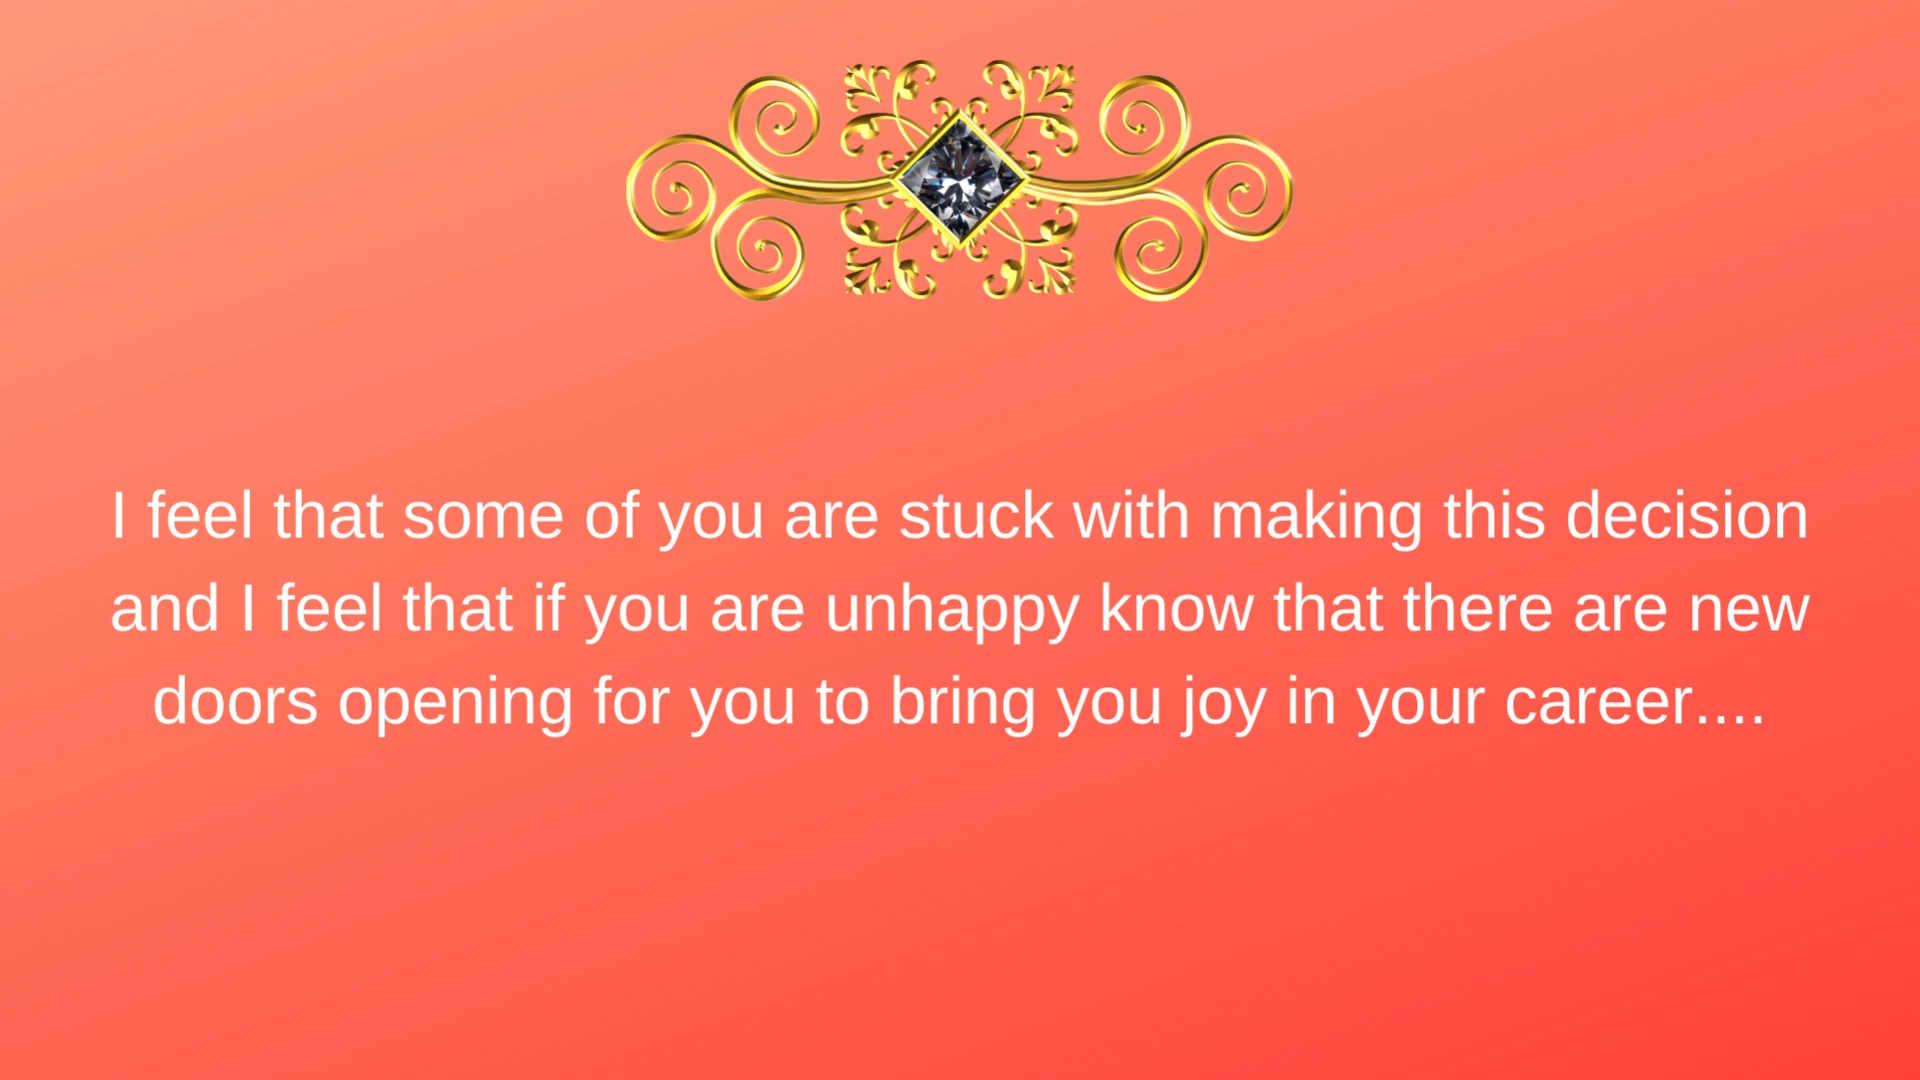 I feel that some of you are stuck with making this decision
and I feel that if you are unhappy know that there are new
doors opening for you to bring you joy in your career....